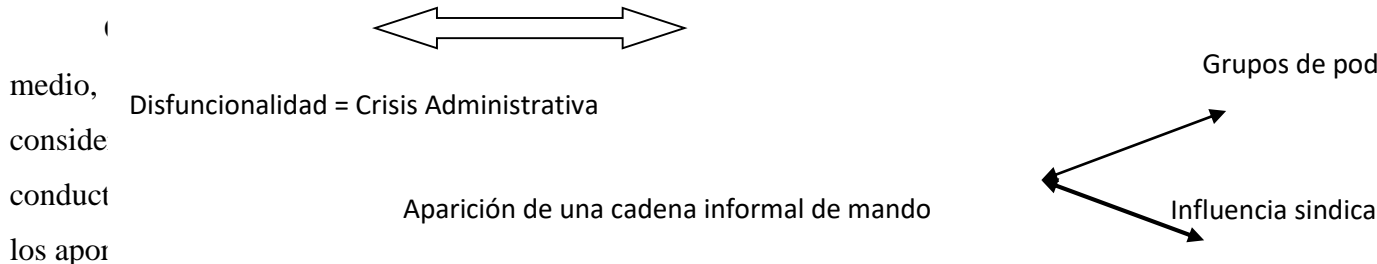 Grupos de pod
medio,
Disfuncionalidad = Crisis Administrativa
conside
conduct
Aparición de una cadena informal de mando
Influencia sindica
los apor